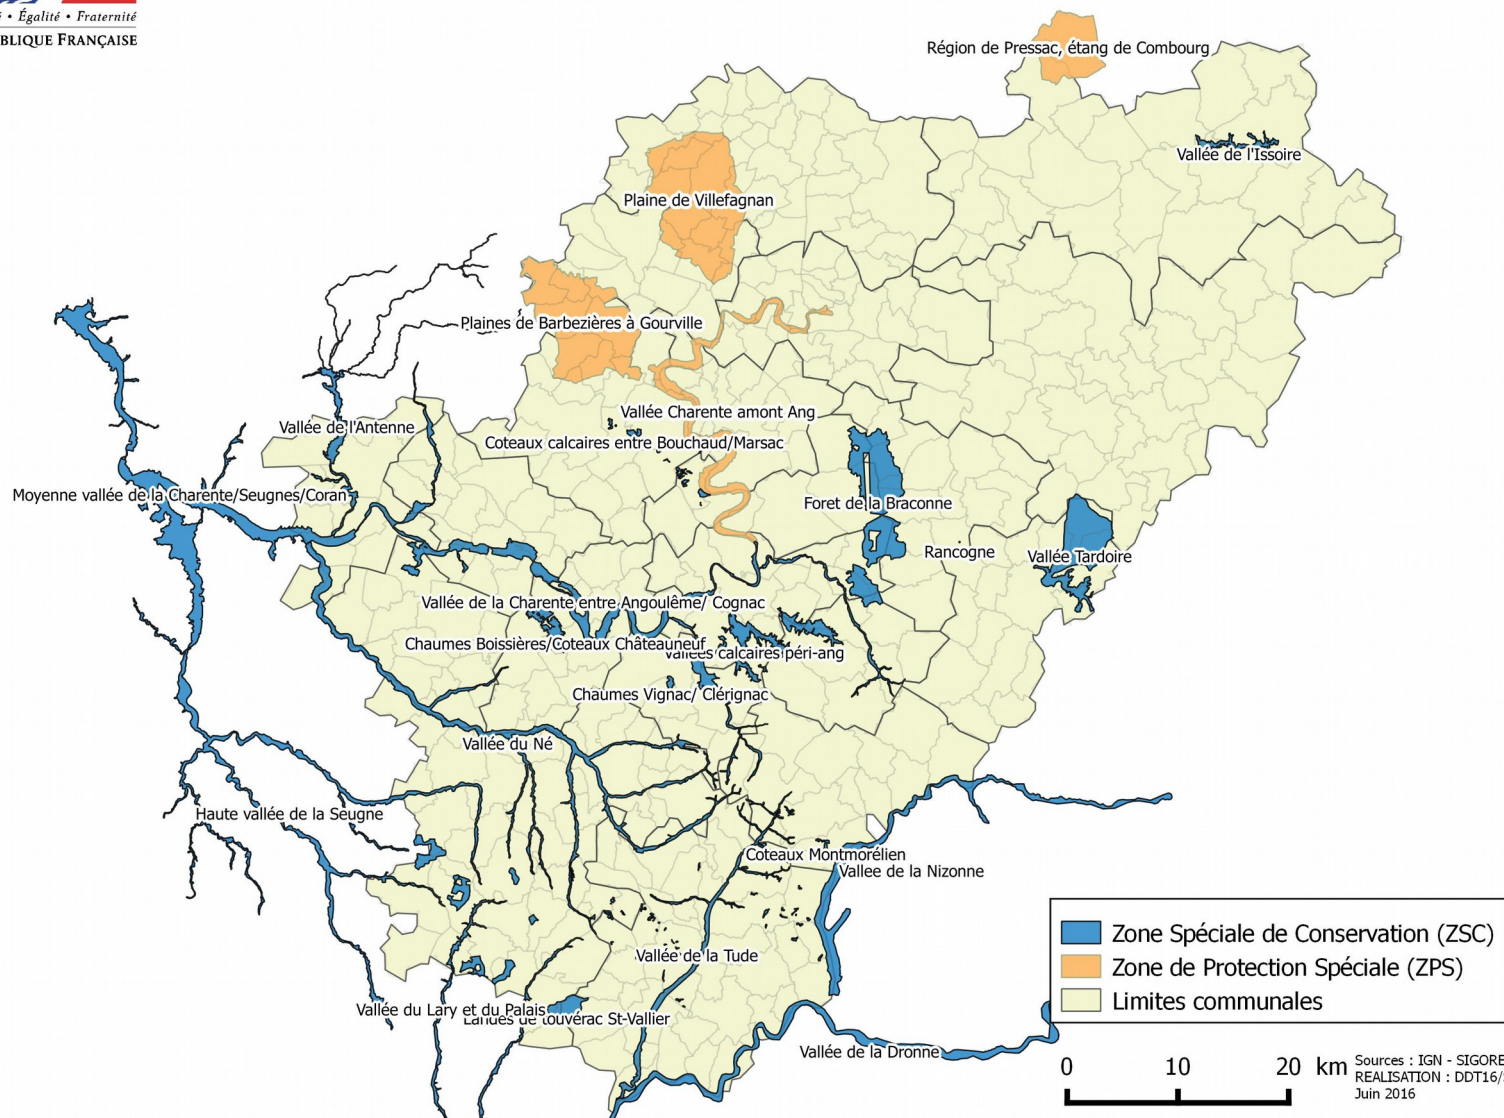 • Égalité • Fraternité
BLIQUE FRANÇAISE
Région de Pressac, étang de Combourg
Vallée de l'Issoire
Plaine de Villefagnan
Plaines de Barbezières à Gourville
Vallée Charente amont Ang
Vallée de l'Antenne
Coteaux calcaires entre Bouchaud/Marsac
Moyenne vallée de la Charente/Seugnes/Coran
Foret de la Braconne
Rancogne
Vallée Tardoire
Vallée de la Charente entre Angoulême/ Cognac
Chaumes Boissières/Coteaux Châteauneuf
Vallées calcaires péri-ang
Chaumes Vignac/ Clérignac
Vallée du Né
Haute vallée de la Seugne
Coteaux Montmorélien
Vallee de la Nizonne
Vallée de la Tude
Vallée du Lary et du Palais
Landes de touvérac St-Vallier
Vallée de la Dronne
Zone Spéciale de Conservation (ZSC)
Zone de Protection Spéciale (ZPS)
Limites communales
0 10 20 km
Sources : IGN - SIGORE
REALISATION : DDT16/
Juin 2016